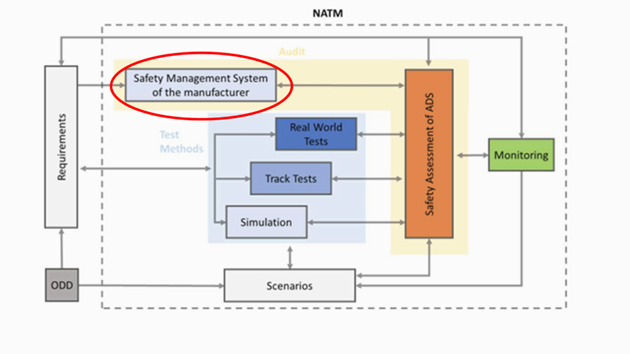 NATM
Audit
Safety Management System
of the manufacturer
Requirements
Test
Methods
Real World
Tests
Track Tests
Simulation
Safety Assessment of ADS
Monitoring
ODD
Scenarios